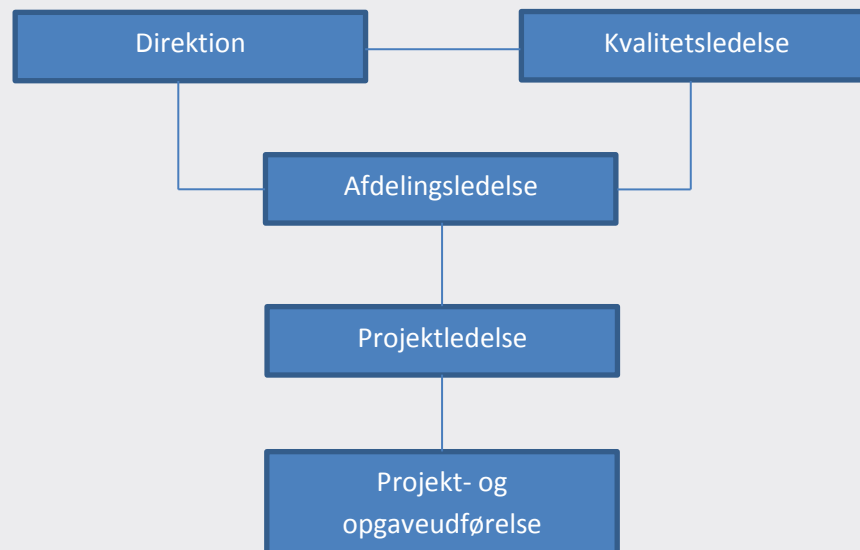 Direktion
Kvalitetsledelse
Afdelingsledelse
Projektledelse
Projekt- og
opgaveudførelse